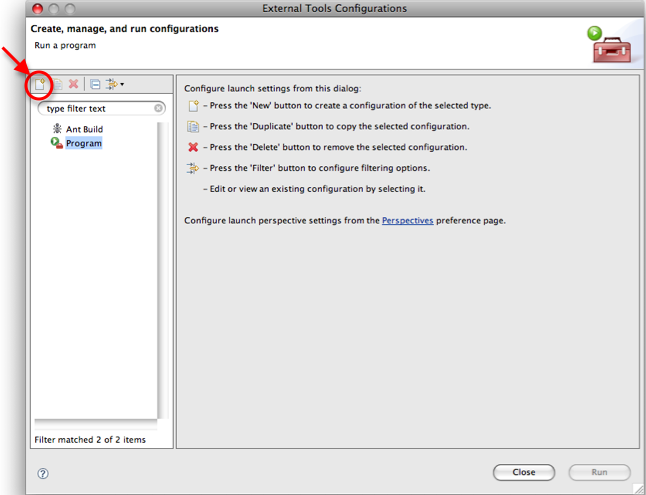 External Tools Configurations
Create, manage, and run configurations
Run a program
type filter text
Ant Build
Program
Filter matched 2 of 2 items
Configure launch settings from this dialog:
– Press the 'New' button to create a configuration of the selected type.
– Press the 'Duplicate' button to copy the selected configuration.
– Press the 'Delete' button to remove the selected configuration.
– Press the 'Filter' button to configure filtering options.
– Edit or view an existing configuration by selecting it.
Configure launch perspective settings from the Perspectives preference page.
?
Close
Run